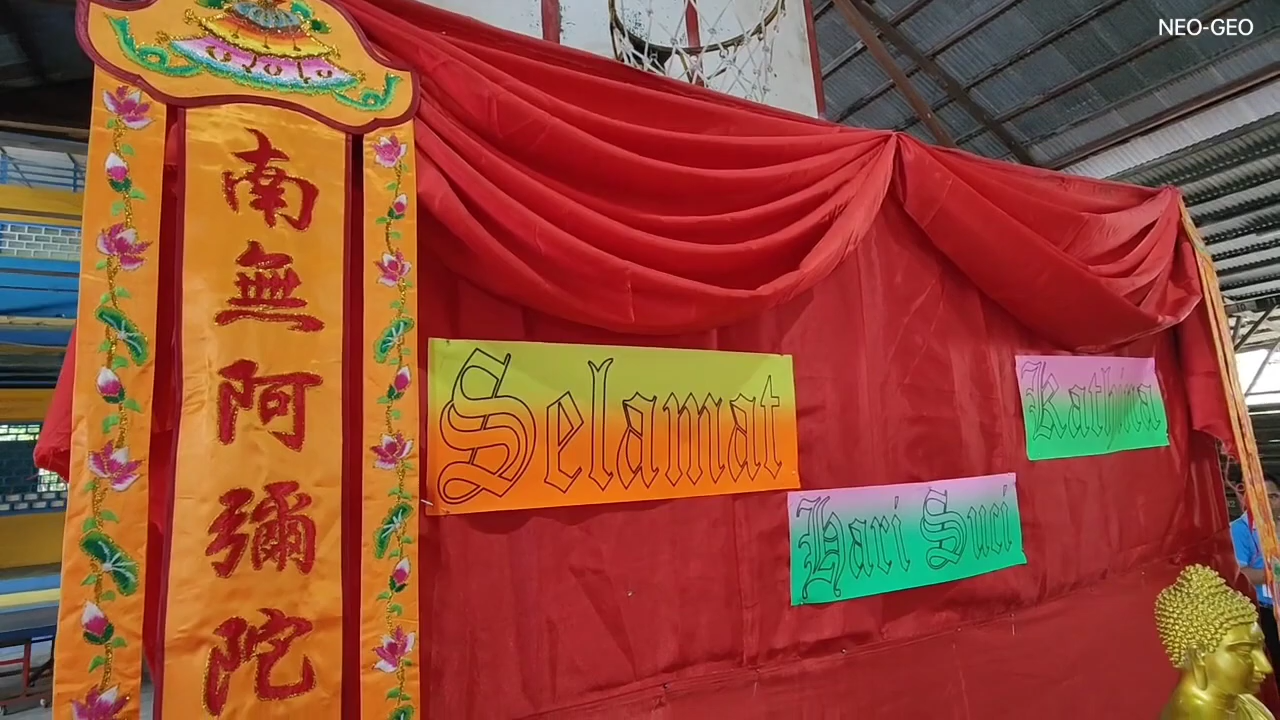 NEO-GEO
南無阿彌陀
Selamat
Hari Suci
Kathina